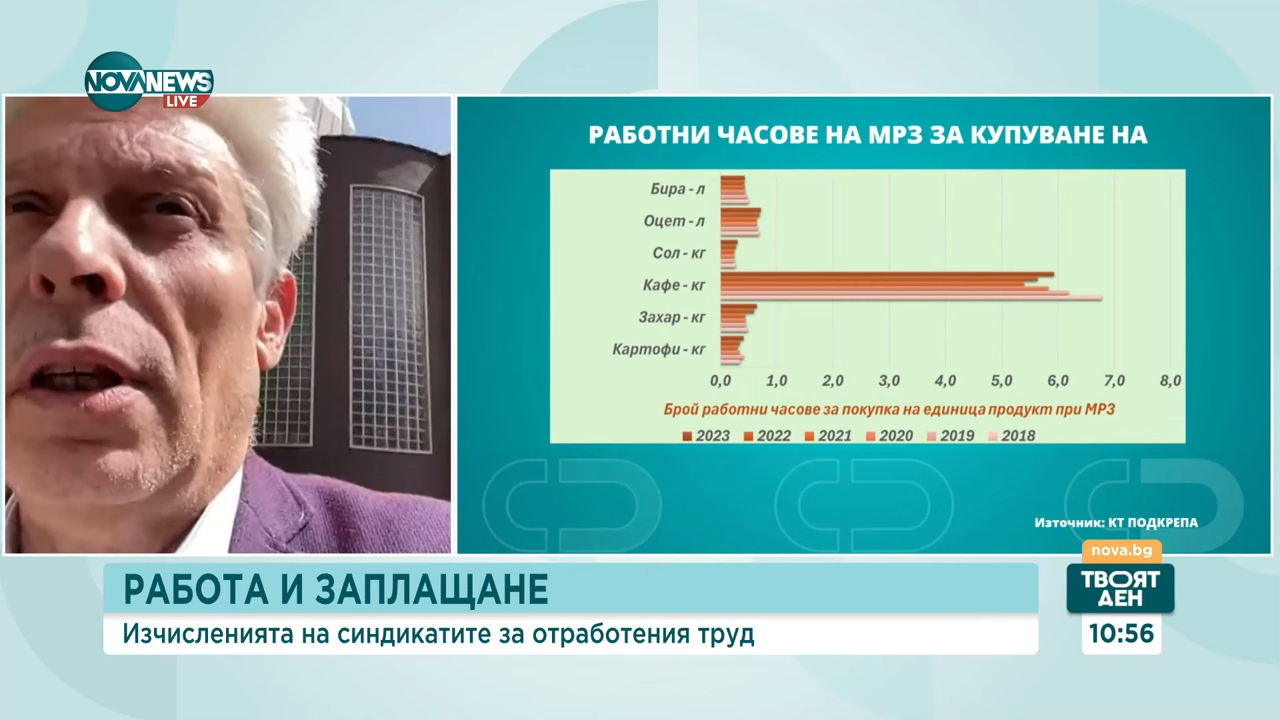 NOVA NEWS
LIVE
РАБОТНИ ЧАСОВЕ НА МРЗ ЗА КУПУВАНЕ НА
Бира - л
Оцет - л
Сол - кг
Кафе - кг
Захар - кг
Картофи - кг
0,0 1,0 2,0 3,0 4,0 5,0 6,0 7,0 8,0
Брой работни часове за покупка на единица продукт при МРЗ
2023 2022 2021 2020 2019 2018
Източник: КТ ПОДКРЕПА
nova.bg
ТВОЯТ
ДЕН
10:56
РАБОТА И ЗАПЛАЩАНЕ
Изчисленията на синдикатите за отработения труд